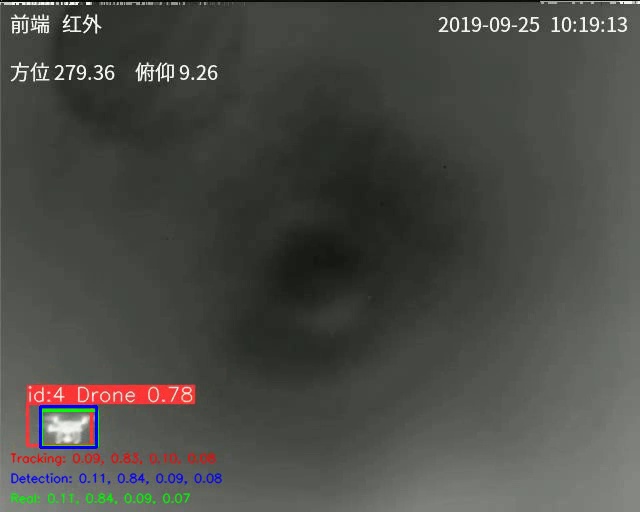 前端 红外
2019-09-25 10:19:13
方位 279.36 俯仰 9.26
id:4 Drone 0.78
Tracking: 0.09, 0.83, 0.10, 0.08
Detection: 0.11, 0.84, 0.09, 0.08
Real: 0.11, 0.84, 0.09, 0.07